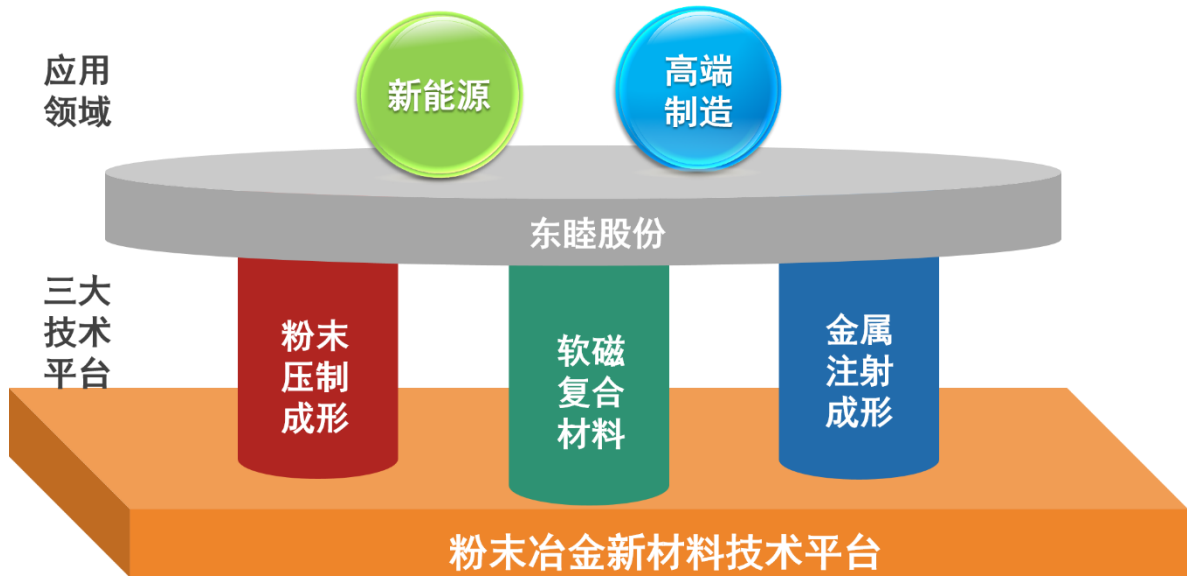 应用
领域
新能源
高端
制造
东睦股份
三大
技术
平台
粉末
压制
成形
软磁
复合
材料
金属
注射
成形
粉末冶金新材料技术平台